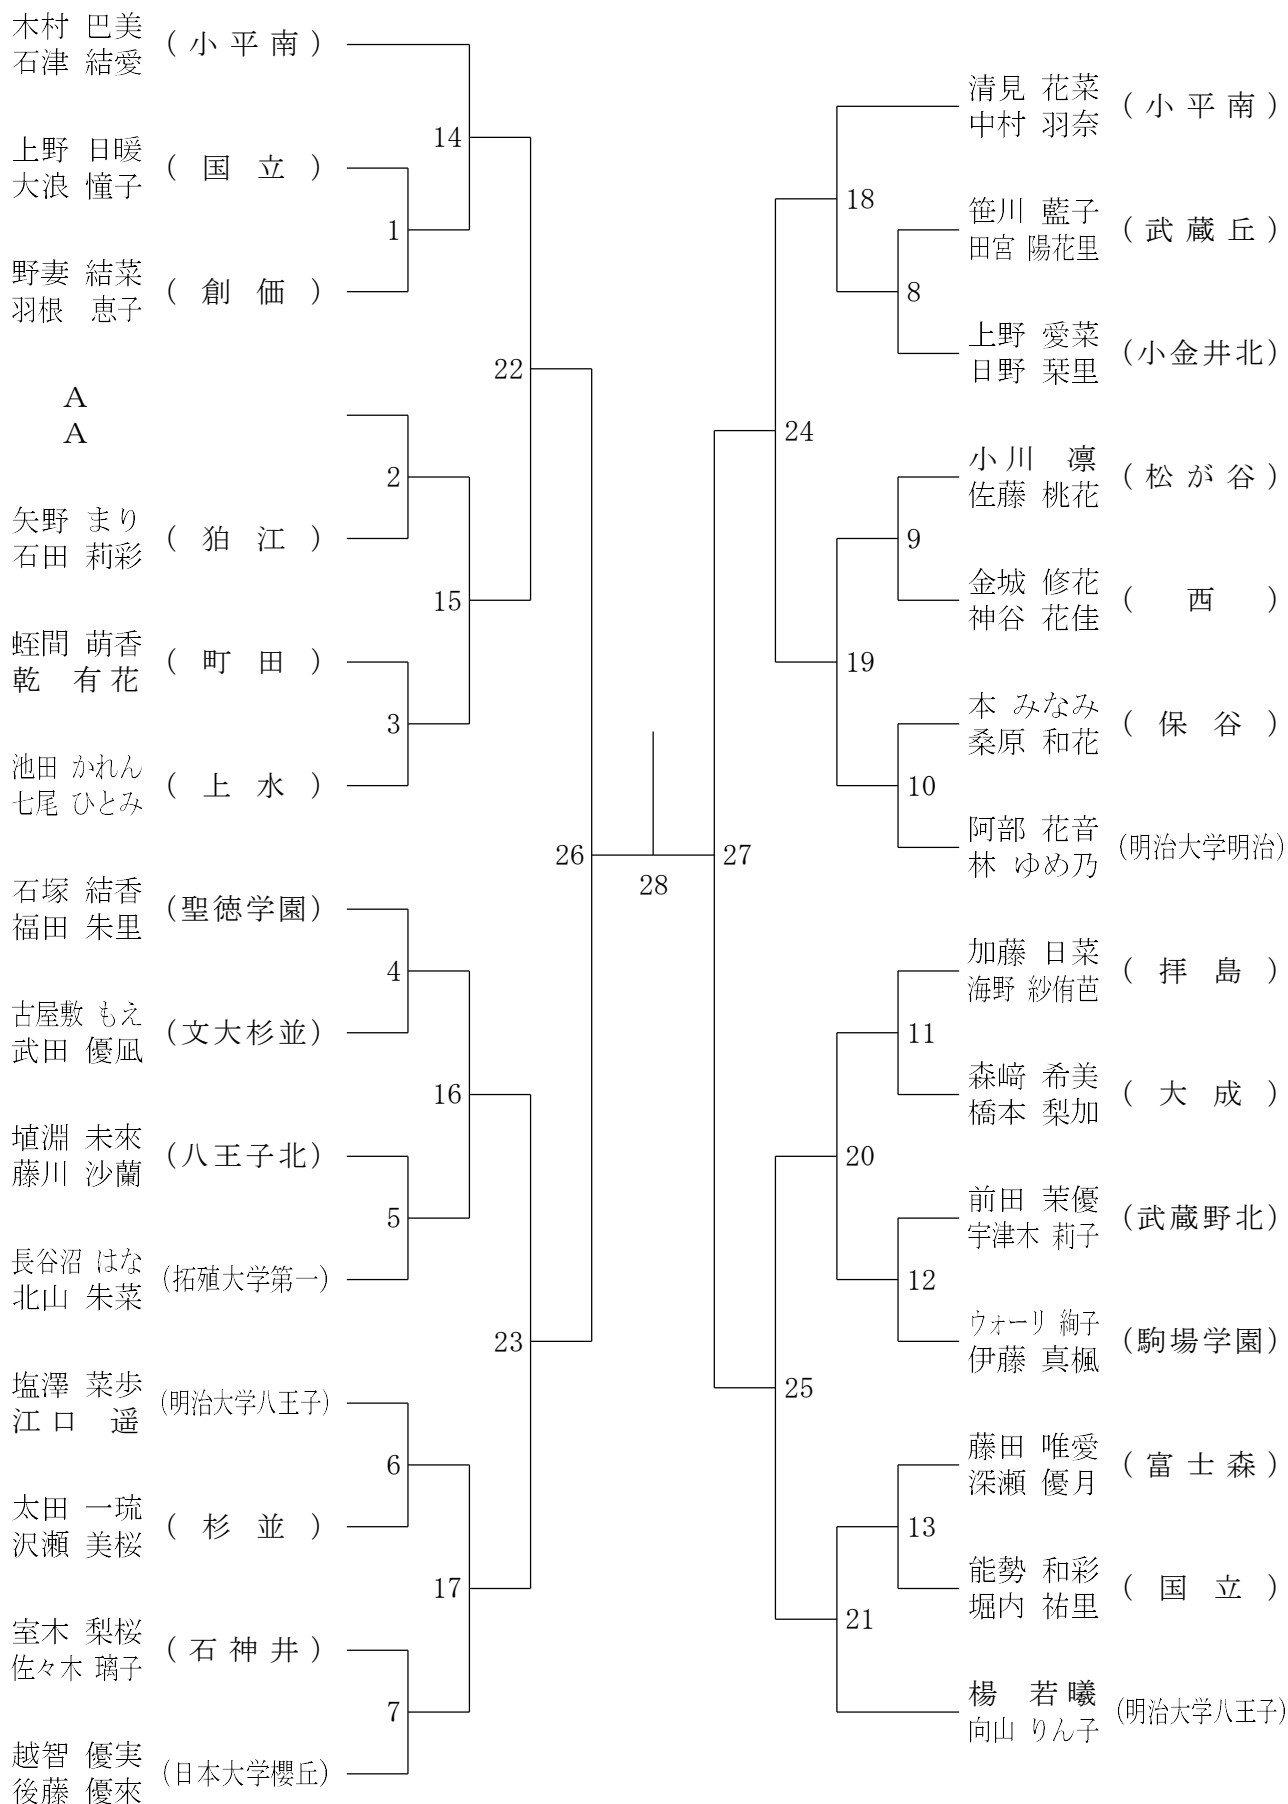 木村 巴美
石津 結愛
(小平南)
14
上野 日暖
大浪 憧子
(国立)
1
野妻 結菜
羽根 恵子
(創価)
22
A
A
2
矢野 まり
石田 莉彩
(狛江)
15
蛭間 萌香
乾 有花
(町田)
3
池田 かれん
七尾 ひとみ
(上水)
26
石塚 結香
福田 朱里
(聖徳学園)
4
古屋敷 もえ
武田 優凪
(文大杉並)
16
埴淵 未來
藤川 沙蘭
(八王子北)
5
長谷沼 はな
北山 朱菜
(拓殖大学第一)
23
塩澤 菜歩
江口 遥
(明治大学八王子)
6
太田 一琉
沢瀬 美桜
(杉並)
17
室木 梨桜
佐々木 璃子
(石神井)
7
越智 優実
後藤 優來
(日本大学櫻丘)
28
清見 花菜
中村 羽奈
(小平南)
18
笹川 藍子
田宮 陽花里
(武蔵丘)
8
上野 愛菜
日野 栞里
(小金井北)
24
小川 凛
佐藤 桃花
(松が谷)
9
金城 修花
神谷 花佳
(西)
19
本 みなみ
桑原 和花
(保谷)
10
阿部 花音
林 ゆめ乃
(明治大学明治)
27
加藤 日菜
海野 紗侑芭
(拝島)
11
森﨑 希美
橋本 梨加
(大成)
20
前田 茉優
宇津木 莉子
(武蔵野北)
12
ウォーリ 絢子
伊藤 真楓
(駒場学園)
25
藤田 唯愛
深瀬 優月
(富士森)
13
能勢 和彩
堀内 祐里
(国立)
21
楊 若曦
向山 りん子
(明治大学八王子)